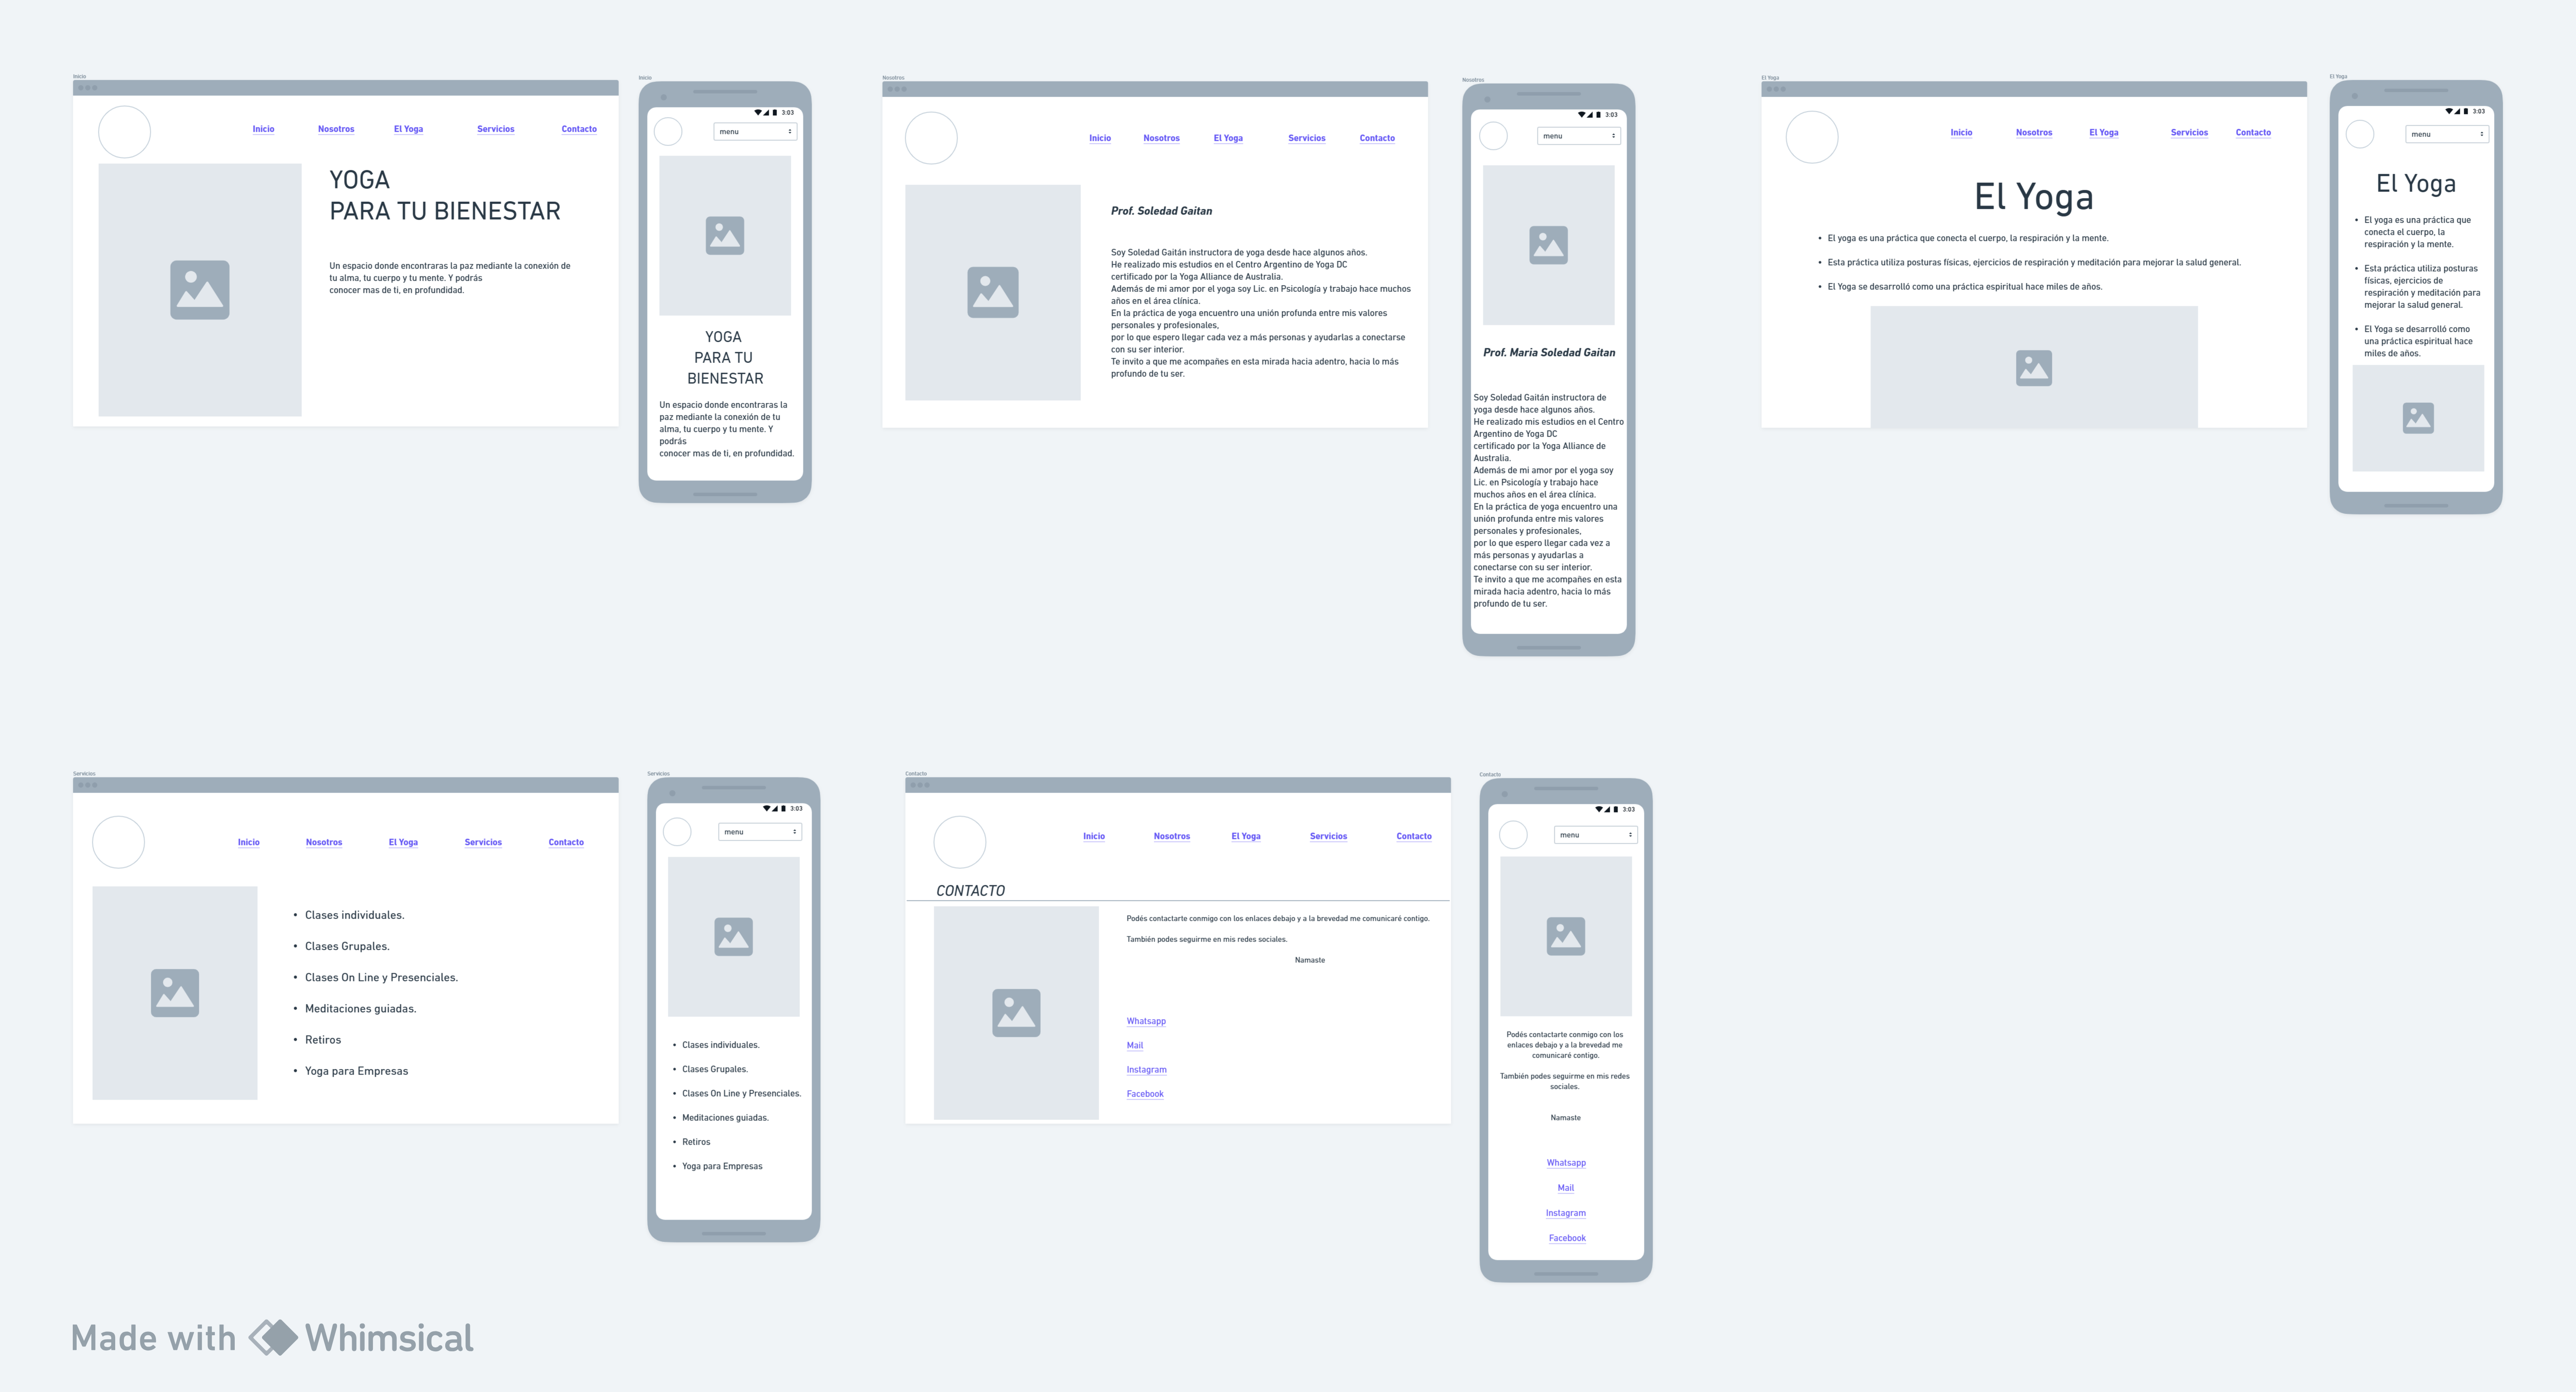 Inicio
Inicio
Nosotros
El Yoga
Servicios
Contacto
YOGA
PARA TU BIENESTAR
Un espacio donde encontraras la paz mediante la conexión de
tu alma, tu cuerpo y tu mente. Y podrás
conocer mas de ti, en profundidad.
Inicio
3:03
menu
YOGA
PARA TU
BIENESTAR
Un espacio donde encontraras la
paz mediante la conexión de tu
alma, tu cuerpo y tu mente. Y
podrás
conocer mas de ti, en profundidad.
Nosotros
Inicio
Nosotros
El Yoga
Servicios
Contacto
Prof. Soledad Gaitan
Soy Soledad Gaitán instructora de yoga desde hace algunos años.
He realizado mis estudios en el Centro Argentino de Yoga DC
certificado por la Yoga Alliance de Australia.
Además de mi amor por el yoga soy Lic. en Psicología y trabajo hace muchos
años en el área clínica.
En la práctica de yoga encuentro una unión profunda entre mis valores
personales y profesionales,
por lo que espero llegar cada vez a más personas y ayudarlas a conectarse
con su ser interior.
Te invito a que me acompañes en esta mirada hacia adentro, hacia lo más
profundo de tu ser.
Nosotros
3:03
menu
Prof. Maria Soledad Gaitan
Soy Soledad Gaitán instructora de
yoga desde hace algunos años.
He realizado mis estudios en el Centro
Argentino de Yoga DC
certificado por la Yoga Alliance de
Australia.
Además de mi amor por el yoga soy
Lic. en Psicología y trabajo hace
muchos años en el área clínica.
En la práctica de yoga encuentro una
unión profunda entre mis valores
personales y profesionales,
por lo que espero llegar cada vez a
más personas y ayudarlas a
conectarse con su ser interior.
Te invito a que me acompañes en esta
mirada hacia adentro, hacia lo más
profundo de tu ser.
El Yoga
Inicio
Nosotros
El Yoga
Servicios
Contacto
El Yoga
• El yoga es una práctica que conecta el cuerpo, la respiración y la mente.
• Esta práctica utiliza posturas físicas, ejercicios de respiración y meditación para mejorar la salud general.
• El Yoga se desarrolló como una práctica espiritual hace miles de años.
El Yoga
3:03
menu
El Yoga
• El yoga es una práctica que
conecta el cuerpo, la
respiración y la mente.
• Esta práctica utiliza posturas
físicas, ejercicios de
respiración y meditación para
mejorar la salud general.
• El Yoga se desarrolló como
una práctica espiritual hace
miles de años.
Servicios
Inicio
Nosotros
El Yoga
Servicios
Contacto
• Clases individuales.
• Clases Grupales.
• Clases On Line y Presenciales.
• Meditaciones guiadas.
• Retiros
• Yoga para Empresas
Servicios
3:03
menu
• Clases individuales.
• Clases Grupales.
• Clases On Line y Presenciales.
• Meditaciones guiadas.
• Retiros
• Yoga para Empresas
Contacto
Inicio
Nosotros
El Yoga
Servicios
Contacto
CONTACTO
Podés contactarte conmigo con los enlaces debajo y a la brevedad me comunicaré contigo.
También podes seguirme en mis redes sociales.
Namaste
Whatsapp
Mail
Instagram
Facebook
Contacto
3:03
menu
Podés contactarte conmigo con los
enlaces debajo y a la brevedad me
comunicaré contigo.
También podes seguirme en mis redes
sociales.
Namaste
Whatsapp
Mail
Instagram
Facebook
Made with Whimsical